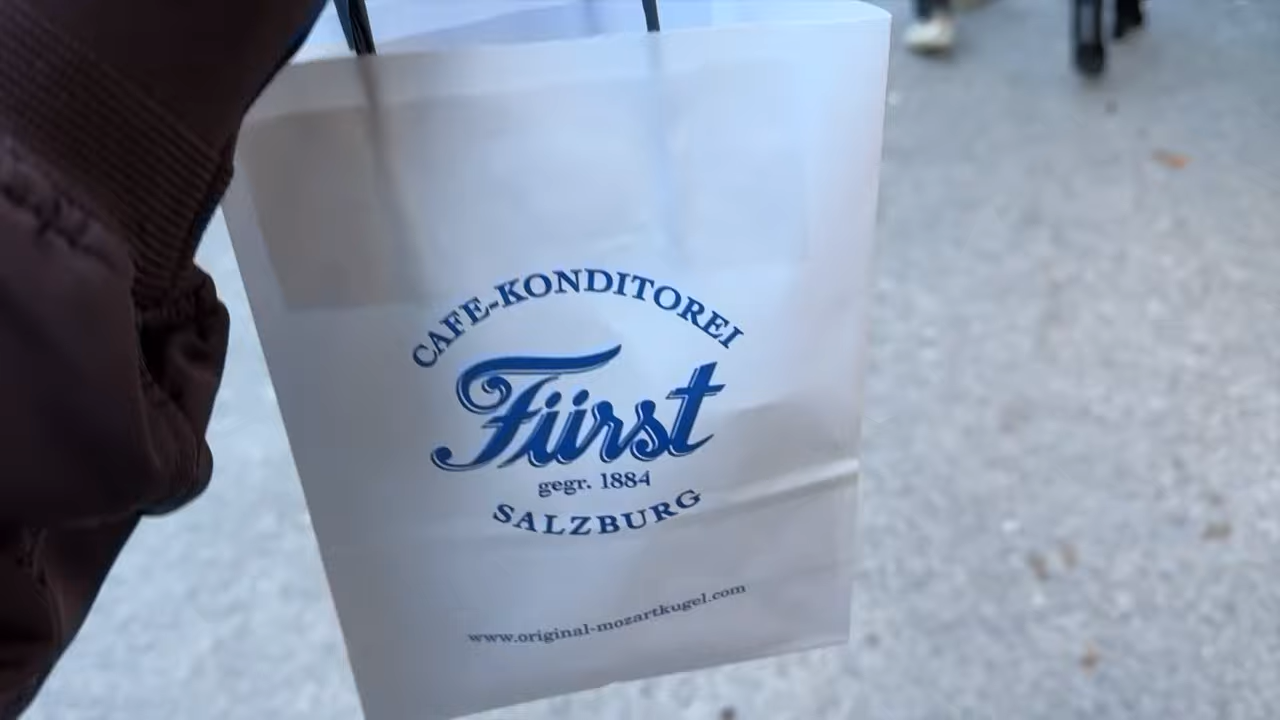 CAFE-KONDITOREI
Fürst
gegr. 1884
SALZBURG
www.original-mozartkugel.com